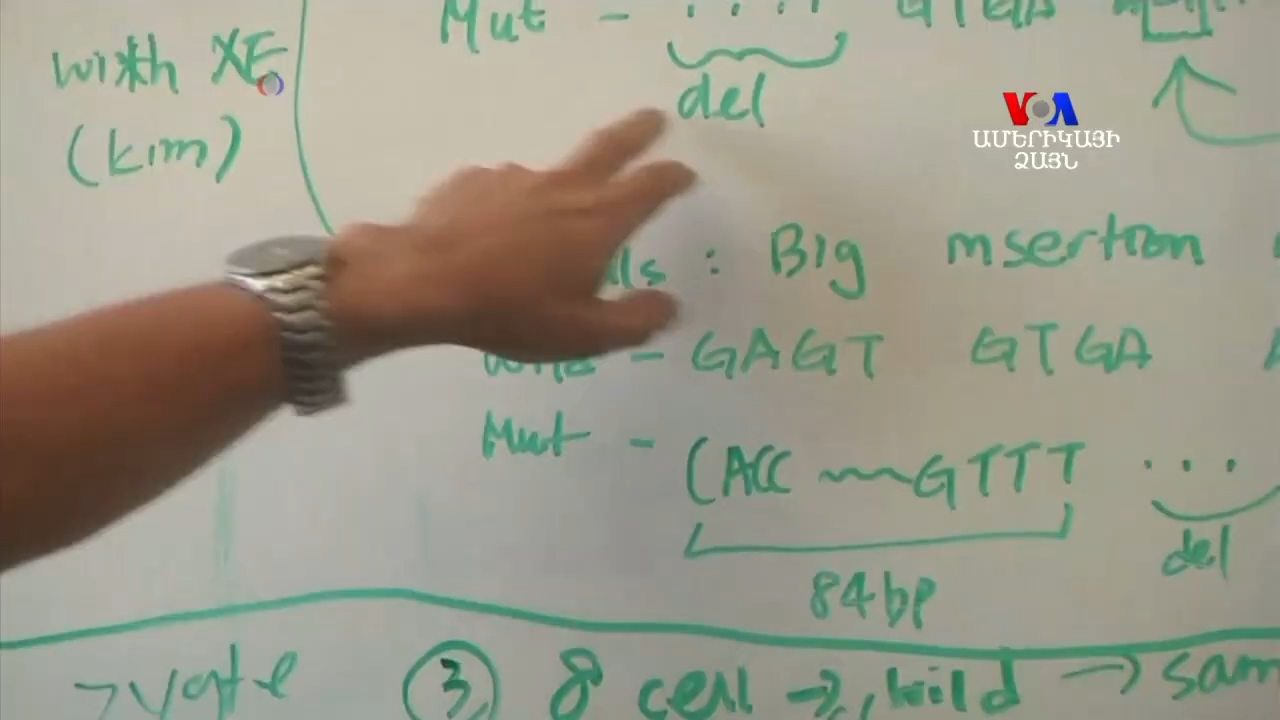 with XE
(kim)
Mut - .... GTGA
del
VOA
ԱՄԵՐԻԿԱՅԻ
ՁԱՅՆ
: Big insertion
- GAGT GTGA
Mut - (ACC ~~ GTTT ...
del
84bp
③ 8 cell → wild → sam